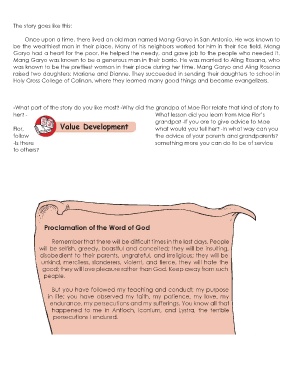 The story goes like this:
Once upon a time, there lived an old man named Mang Garyo in San Antonio. He was known to
be the wealthiest man in their place. Many of his neighbors worked for him in their rice field. Mang
Garyo had a heart for the poor. He helped the needy, and gave job to the people who needed it.
Mang Garyo was known to be a generous man in their barrio. He was married to Aling Rosana,
who was known to be the prettiest woman in their place during her time. Mang Garyo and Aling Rosana
raised two daughters: Marlene and Dianne. They succeeded in sending their daughters to school in
Holy Cross College of Calinan, where they learned many good things and became evangelizers.
-What part of the story do you like most? -Why did the grandpa of Mae Flor relate that kind of story to
her? -
What lesson did you learn from Mae Flor's
grandpa? -If you are to give advice to Mae
Flor, what would you tell her? - In what way can you
follow the advice of your parents and grandparents?
-Is there something more you can do to be of service
to others?
Value Development
Proclamation of the Word of God
Remember that there will be difficult times in the last days. People
will be selfish, greedy, boastful and conceited; they will be insulting,
disobedient to their parents, ungrateful, and irreligious; they will be
unkind, merciless, slanderers, violent, and fierce, they will hate the
good; they will love pleasure rather than God. Keep away from such
people.
But you have followed my teaching and conduct; my purpose
in life; you have observed my faith, my patience, my love, my
endurance, my persecutions and my sufferings. You know all that
happened to me in Antioch, Iconium, and Lystra, the terrible
persecutions I endured.